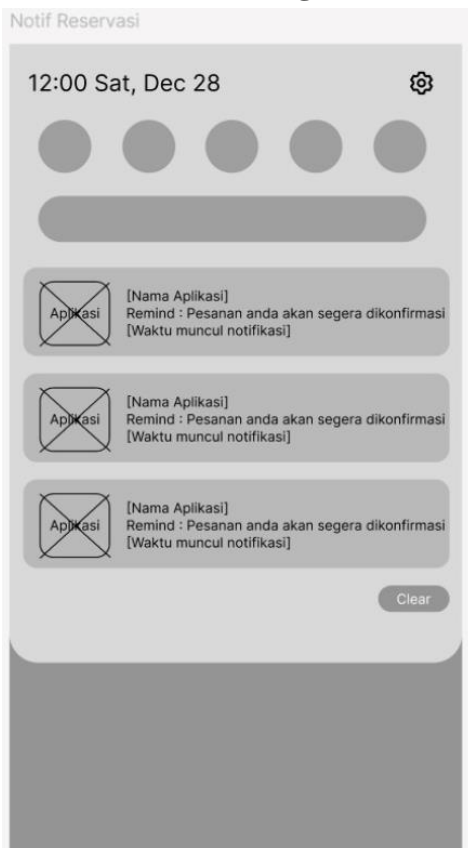 Notif Reservasi
12:00 Sat, Dec 28
Aplikasi
[Nama Aplikasi]
Remind : Pesanan anda akan segera dikonfirmasi
[Waktu muncul notifikasi]
Aplikasi
[Nama Aplikasi]
Remind : Pesanan anda akan segera dikonfirmasi
[Waktu muncul notifikasi]
Aplikasi
[Nama Aplikasi]
Remind : Pesanan anda akan segera dikonfirmasi
[Waktu muncul notifikasi]
Clear